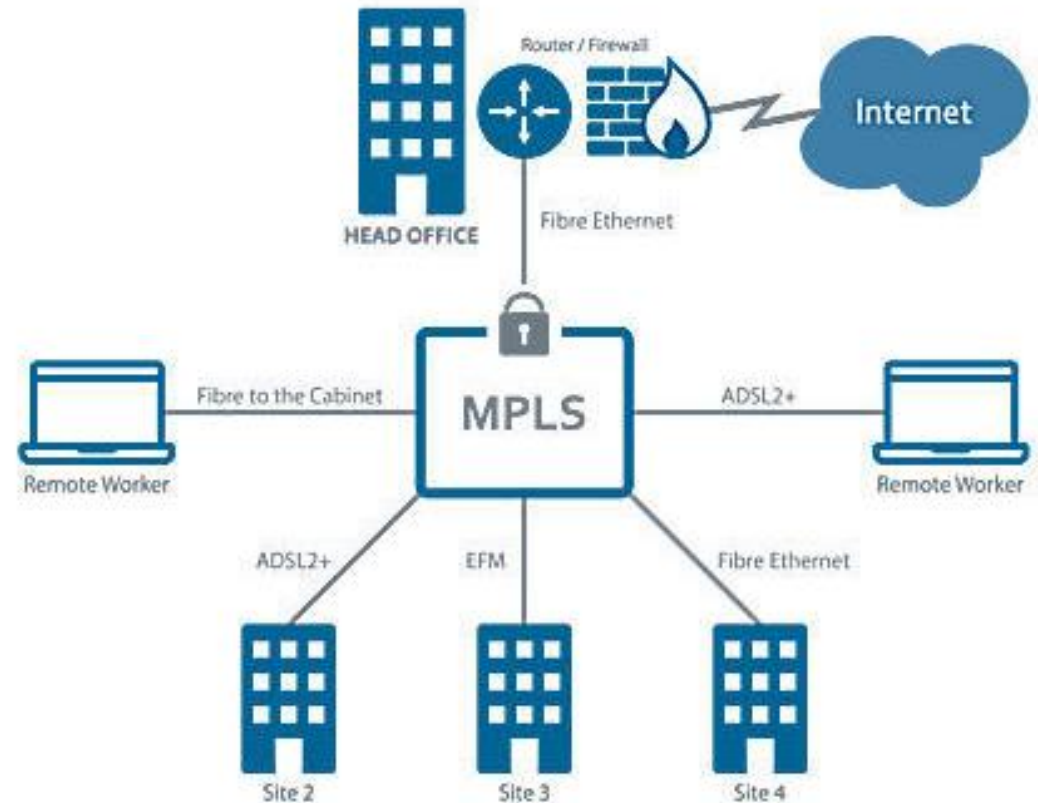 Router / Firewall
Internet
HEAD OFFICE
Fibre Ethernet
Fibre to the Cabinet
MPLS
ADSL2+
Remote Worker
Remote Worker
ADSL2+
EFM
Fibre Ethernet
Site 2
Site 3
Site 4